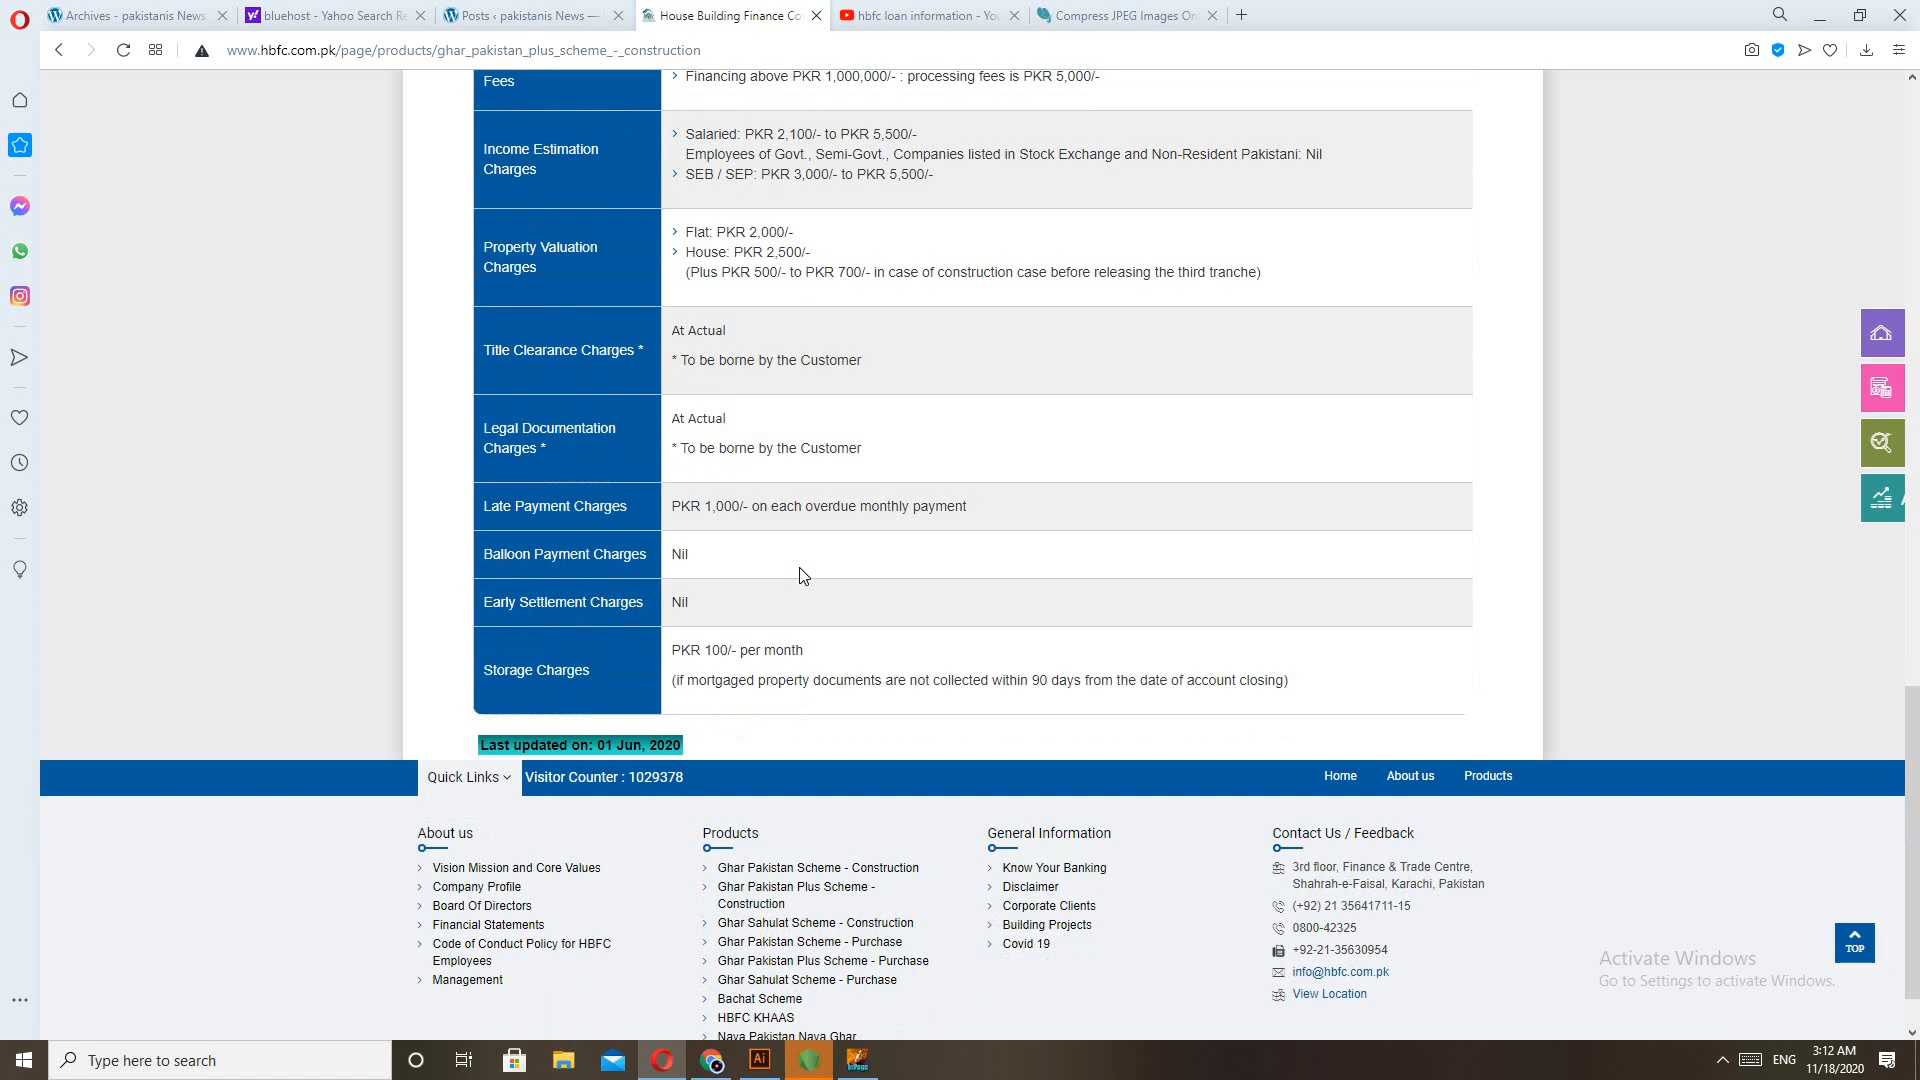 Archives - pakistanis News
bluehost - Yahoo Search Re
Posts ‹ pakistanis News —
House Building Finance Co
hbfc loan information - You
Compress JPEG Images Onl
www.hbfc.com.pk/page/products/ghar_pakistan_plus_scheme_-_construction
Fees
Financing above PKR 1,000,000/- : processing fees is PKR 5,000/-
Income Estimation
Charges
Salaried: PKR 2,100/- to PKR 5,500/-
Employees of Govt., Semi-Govt., Companies listed in Stock Exchange and Non-Resident Pakistani: Nil
SEB / SEP: PKR 3,000/- to PKR 5,500/-
Property Valuation
Charges
Flat: PKR 2,000/-
House: PKR 2,500/-
(Plus PKR 500/- to PKR 700/- in case of construction case before releasing the third tranche)
Title Clearance Charges *
At Actual
* To be borne by the Customer
Legal Documentation
Charges *
At Actual
* To be borne by the Customer
Late Payment Charges
PKR 1,000/- on each overdue monthly payment
Balloon Payment Charges
Nil
Early Settlement Charges
Nil
Storage Charges
PKR 100/- per month
(if mortgaged property documents are not collected within 90 days from the date of account closing)
Last updated on: 01 Jun, 2020
Quick Links
Visitor Counter : 1029378
Home
About us
Products
About us
Vision Mission and Core Values
Company Profile
Board Of Directors
Financial Statements
Code of Conduct Policy for HBFC
Employees
Management
Products
Ghar Pakistan Scheme - Construction
Ghar Pakistan Plus Scheme -
Construction
Ghar Sahulat Scheme - Construction
Ghar Pakistan Scheme - Purchase
Ghar Pakistan Plus Scheme - Purchase
Ghar Sahulat Scheme - Purchase
Bachat Scheme
HBFC KHAAS
Naya Pakistan Naya Ghar
General Information
Know Your Banking
Disclaimer
Corporate Clients
Building Projects
Covid 19
Contact Us / Feedback
3rd floor, Finance & Trade Centre,
Shahrah-e-Faisal, Karachi, Pakistan
(+92) 21 35641711-15
0800-42325
+92-21-35630954
info@hbfc.com.pk
View Location
TOP
Activate Windows
Go to Settings to activate Windows.
Type here to search
Ai
ENG
3:12 AM
11/18/2020